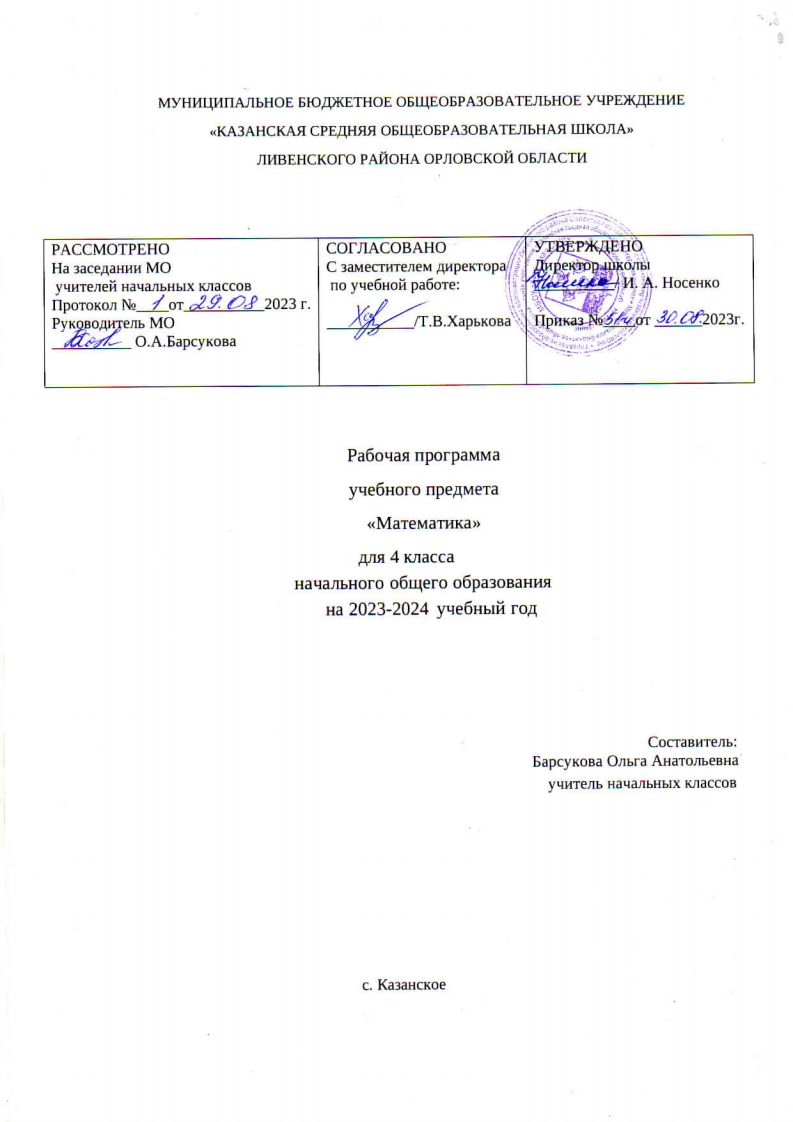 МУНИЦИПАЛЬНОЕ БЮДЖЕТНОЕ ОБЩЕОБРАЗОВАТЕЛЬНОЕ УЧРЕЖДЕНИЕ
«КАЗАНСКАЯ СРЕДНЯЯ ОБЩЕОБРАЗОВАТЕЛЬНАЯ ШКОЛА»
ЛИВЕНСКОГО РАЙОНА ОРЛОВСКОЙ ОБЛАСТИ
РАССМОТРЕНО
На заседании МО
учителей начальных классов
Протокол № 1 от 29.08 2023 г.
Руководитель МО
О.А.Барсукова
СОГЛАСОВАНО
С заместителем директора
по учебной работе:
/Т.В.Харькова
УТВЕРЖДЕНО
Директор школы
/ И. А. Носенко
Приказ № от 30.08 2023г.
Рабочая программа
учебного предмета
«Математика»
для 4 класса
начального общего образования
на 2023-2024 учебный год
Составитель:
Барсукова Ольга Анатольевна
учитель начальных классов
с. Казанское